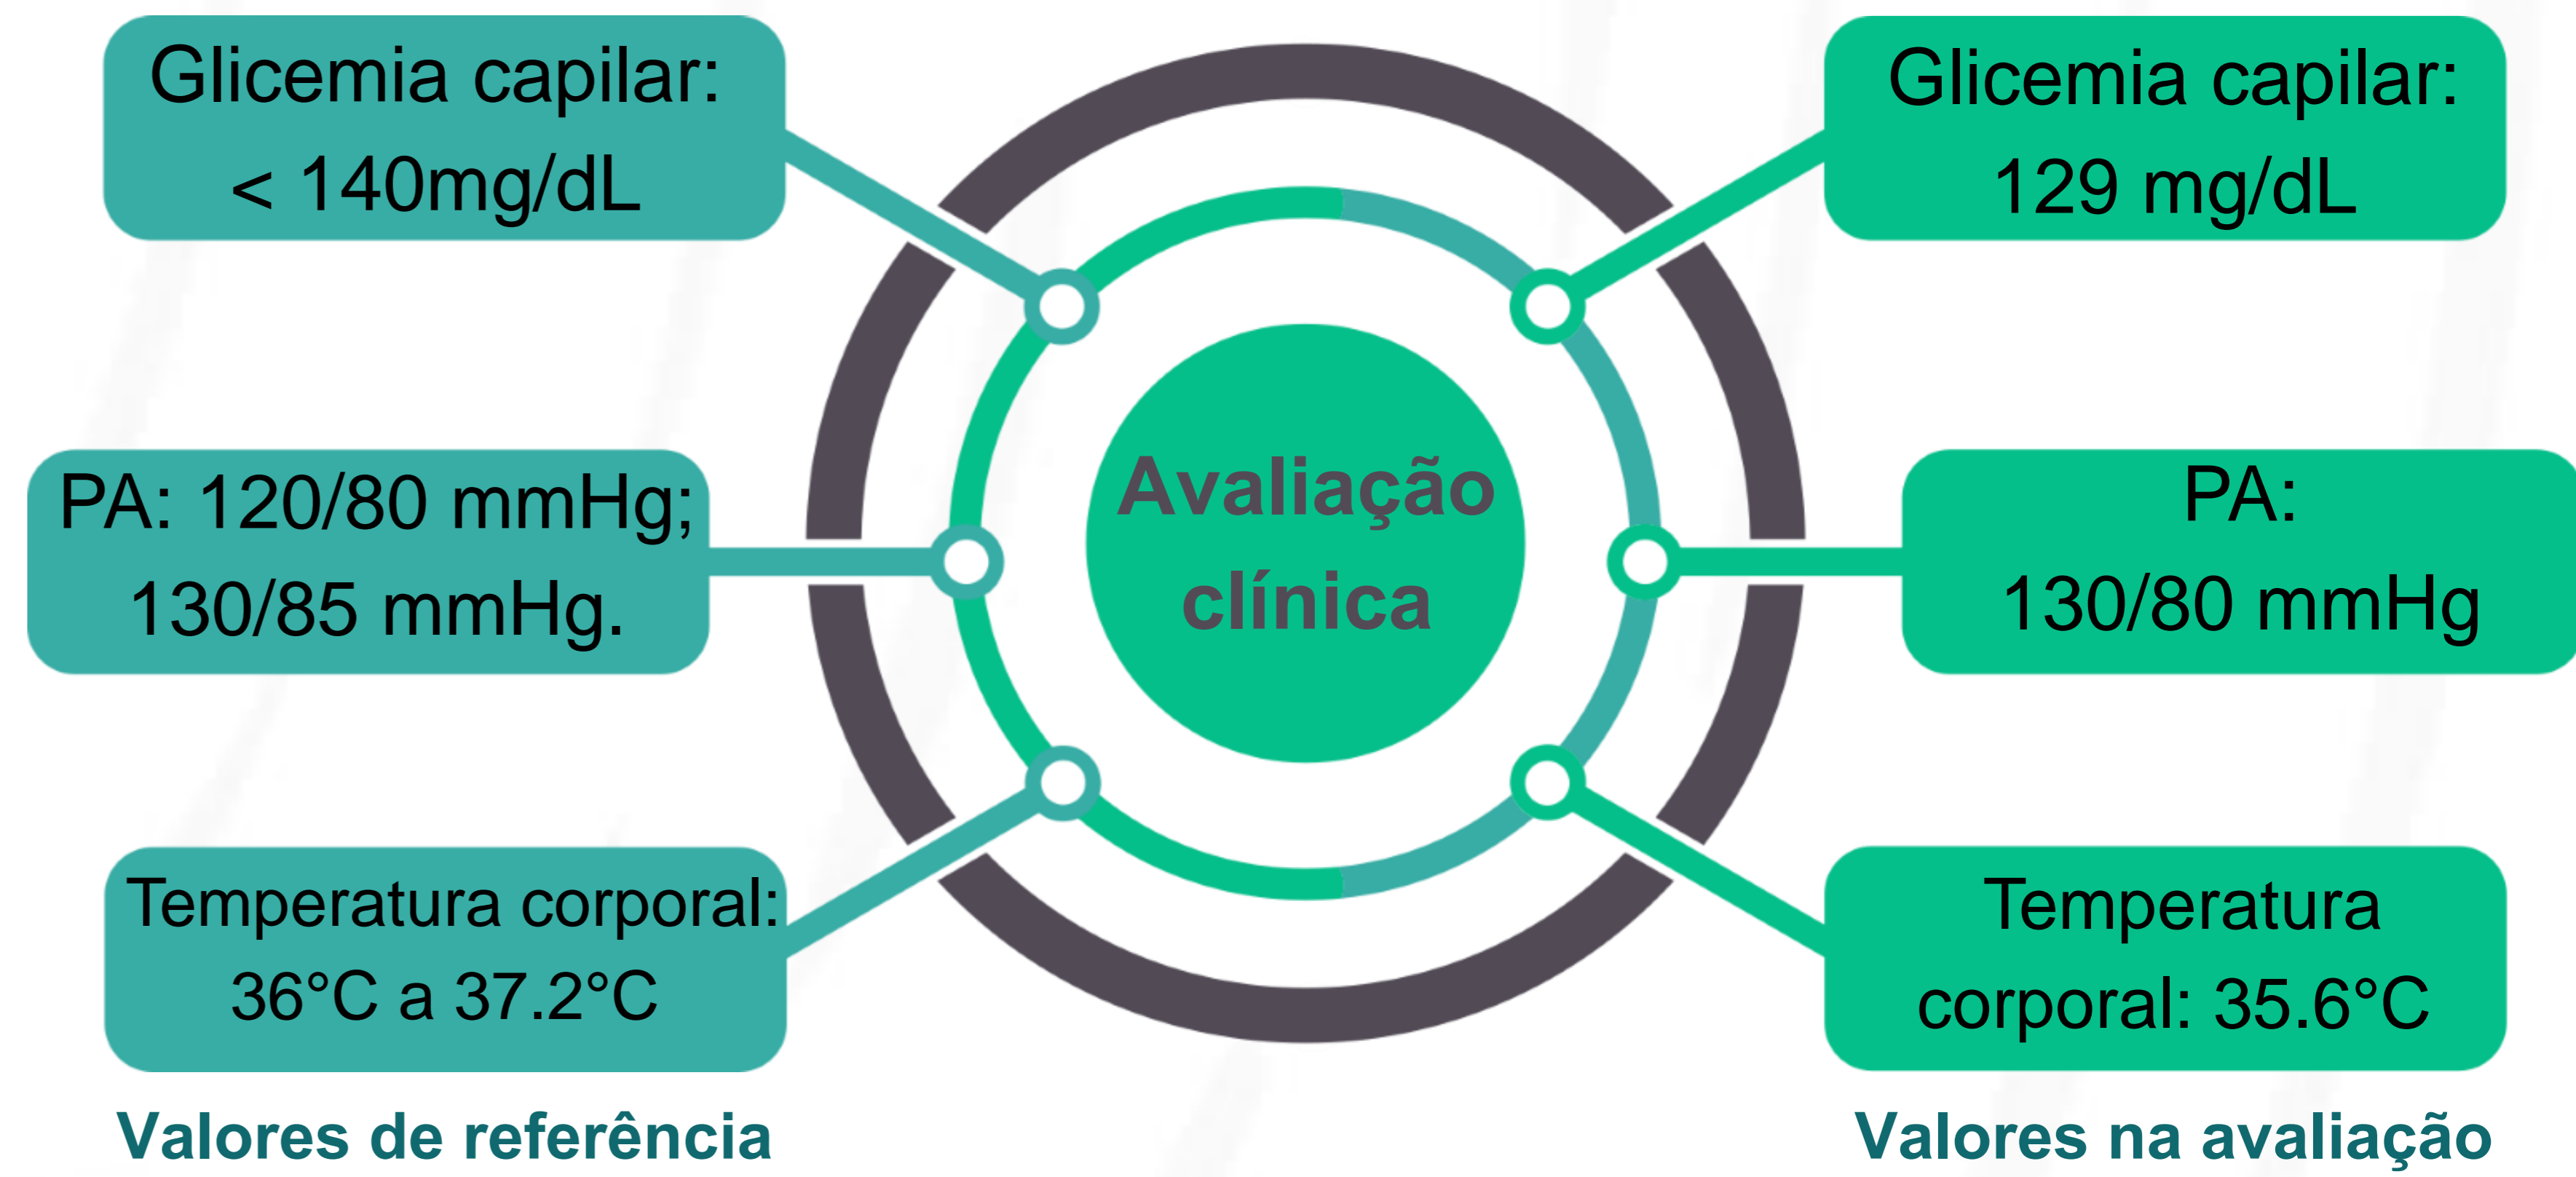 Glicemia capilar:
< 140mg/dL
PA: 120/80 mmHg;
130/85 mmHg.
Temperatura corporal:
36°C a 37.2°C
Valores de referência
Avaliação
clínica
Glicemia capilar:
129 mg/dL
PA:
130/80 mmHg
Temperatura
corporal: 35.6°C
Valores na avaliação